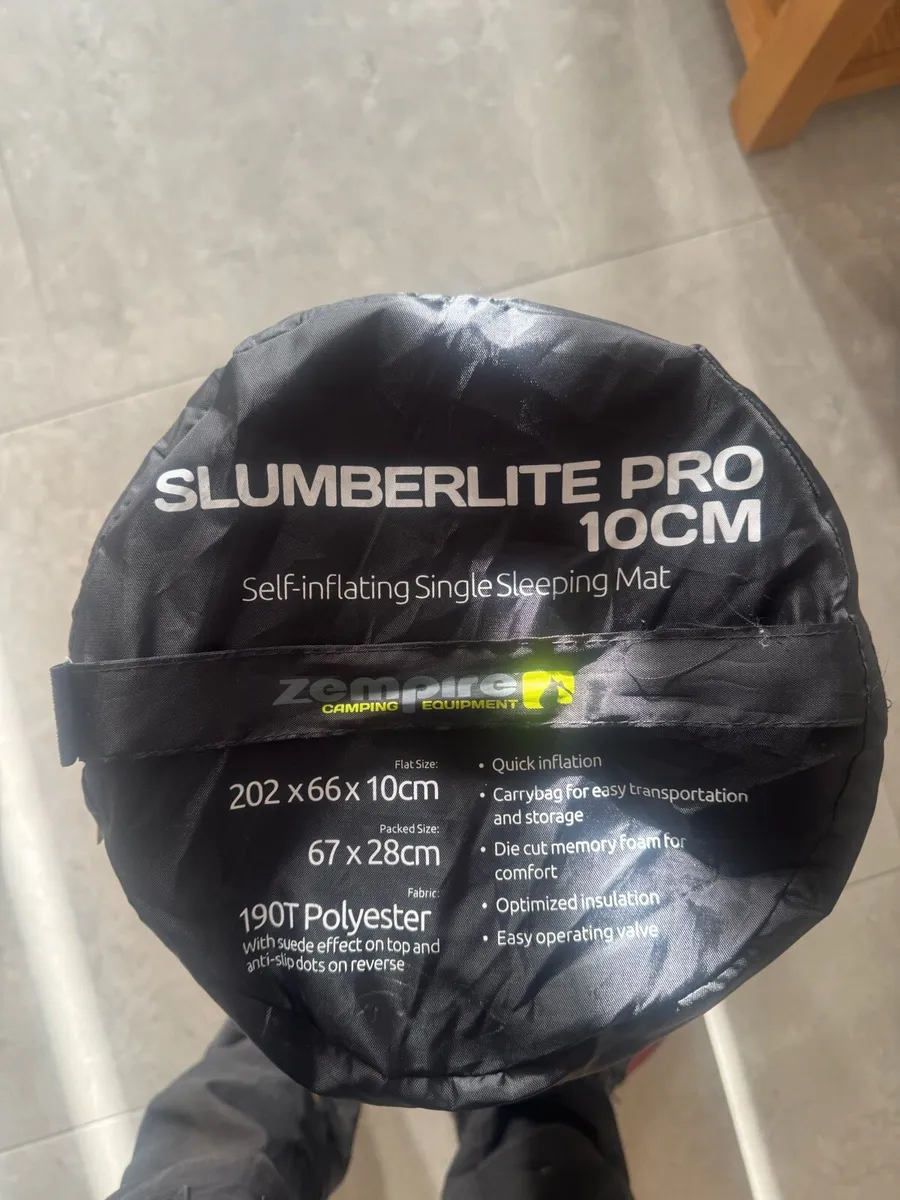 SLUMBERLITE PRO
10CM
Self-inflating Single Sleeping Mat
zempire
CAMPING EQUIPMENT
Flat Size:
202 x 66 x 10cm
Packed Size:
67 x 28cm
Fabric:
190T Polyester
With suede effect on top and
anti-slip dots on reverse
• Quick inflation
• Carrybag for easy transportation
and storage
• Die cut memory foam for
comfort
• Optimized insulation
• Easy operating valve